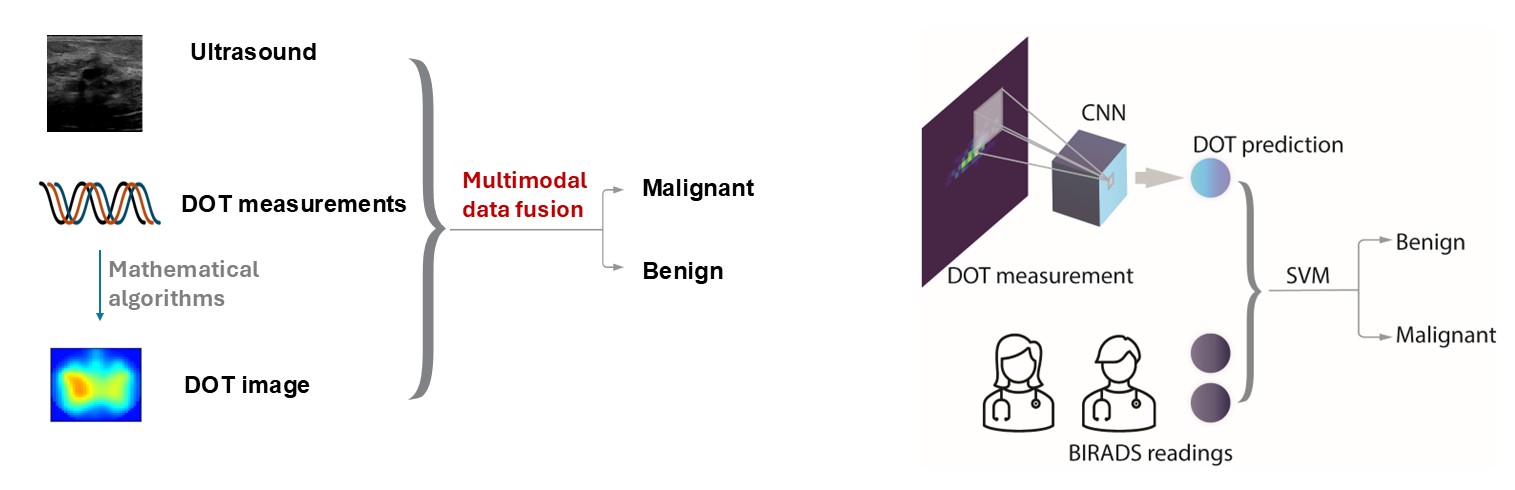 Ultrasound
DOT measurements
Mathematical
algorithms
DOT image
Multimodal
data fusion
Malignant
Benign
CNN
DOT prediction
DOT measurement
SVM
Benign
Malignant
BIRADS readings